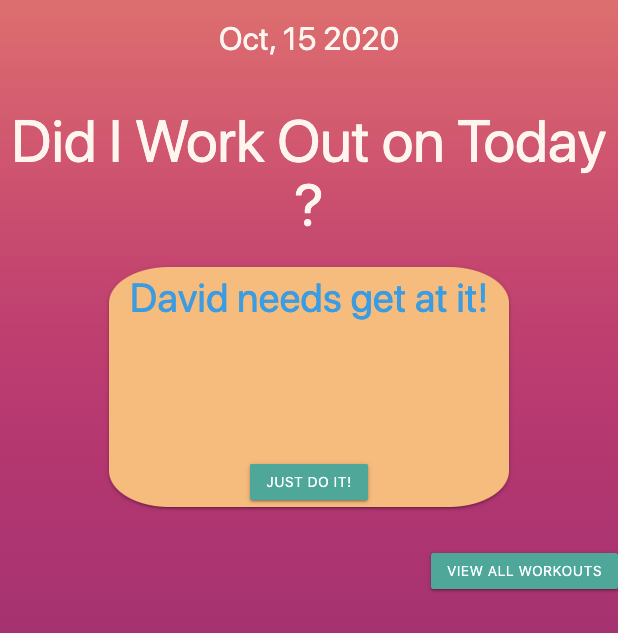 Oct, 15 2020
Did I Work Out on Today
?
David needs get at it!
JUST DO IT!
VIEW ALL WORKOUTS